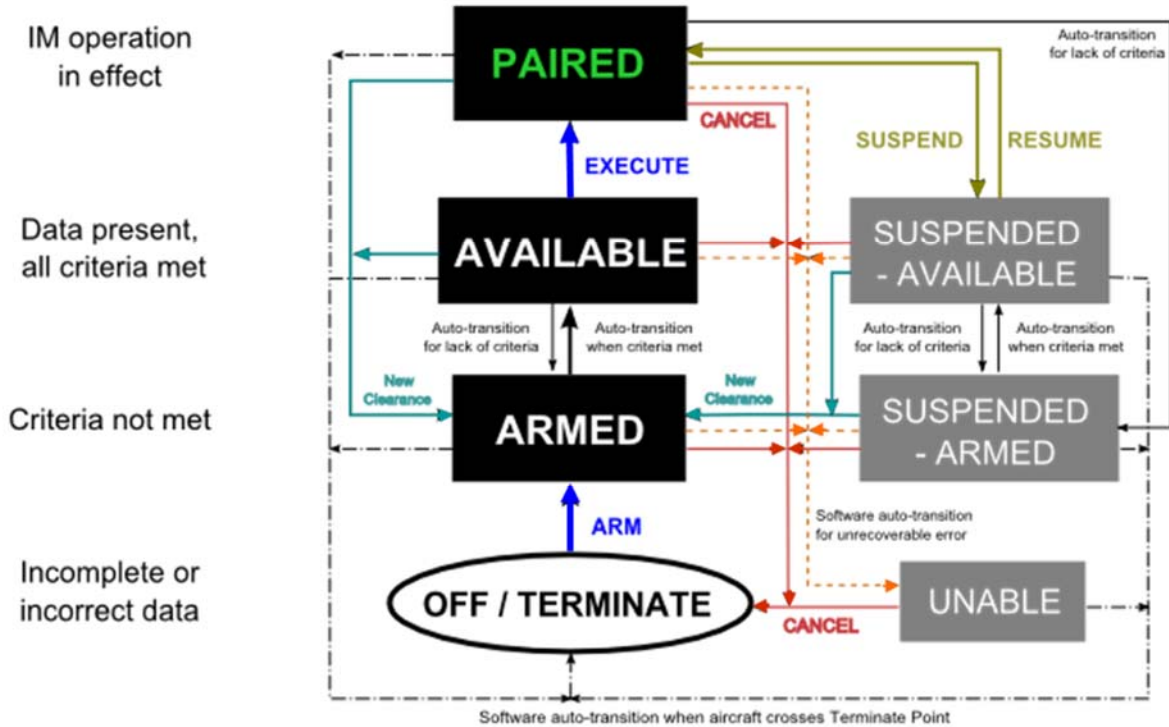 IM operation
in effect
PAIRED
Auto-transition
for lack of criteria
CANCEL
SUSPEND
RESUME
EXECUTE
Data present,
all criteria met
AVAILABLE
SUSPENDED
- AVAILABLE
Auto-transition
for lack of criteria
Auto-transition
when criteria met
Auto-transition
for lack of criteria
Auto-transition
when criteria met
New
Clearance
New
Clearance
Criteria not met
ARMED
SUSPENDED
- ARMED
ARM
Software auto-transition
for unrecoverable error
Incomplete or
incorrect data
OFF / TERMINATE
CANCEL
UNABLE
Software auto-transition when aircraft crosses Terminate Point